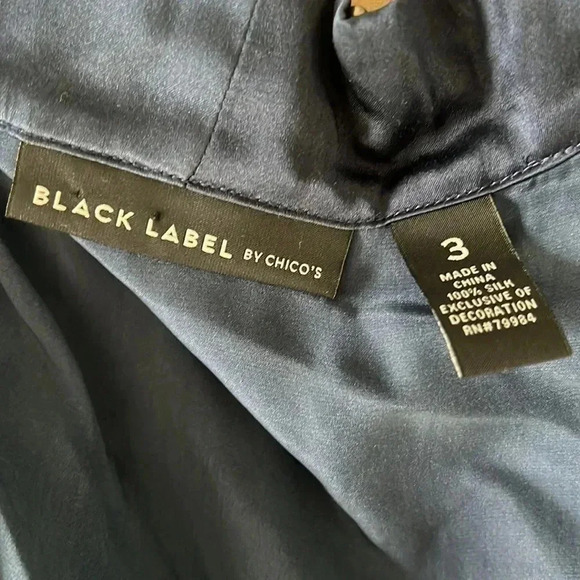 BLACK LABEL BY CHICO'S
3
MADE IN
CHINA
100% SILK
EXCLUSIVE OF
DECORATION
RN#79984